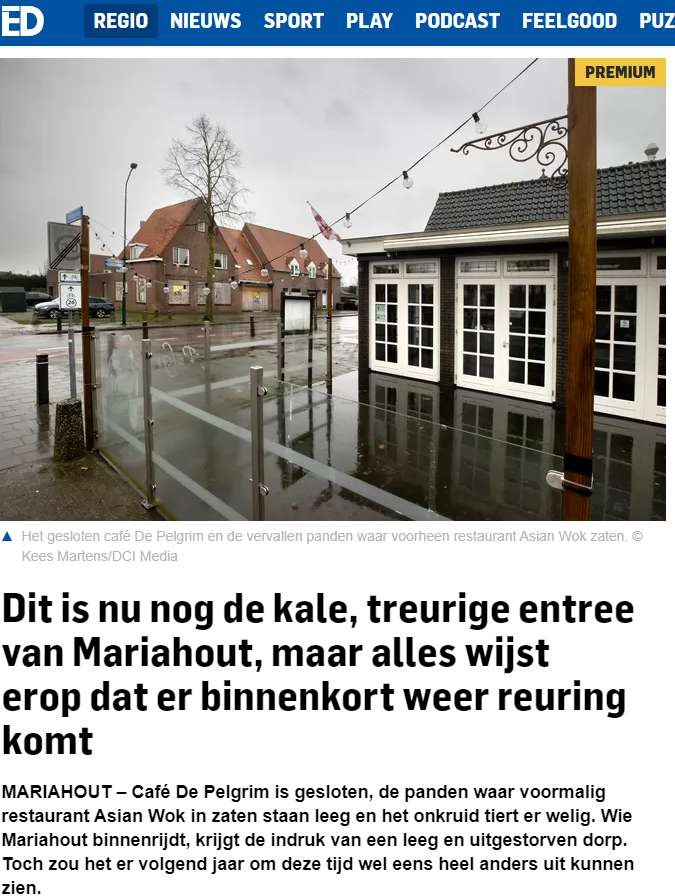 ED REGIO NIEUWS SPORT PLAY PODCAST FEELGOOD PUZ
PREMIUM
Het gesloten café De Pelgrim en de vervallen panden waar voorheen restaurant Asian Wok zaten. ©
Kees Martens/DCI Media
Dit is nu nog de kale, treurige entree
van Mariahout, maar alles wijst
erop dat er binnenkort weer reuring
komt
MARIAHOUT – Café De Pelgrim is gesloten, de panden waar voormalig
restaurant Asian Wok in zaten staan leeg en het onkruid tiert er welig. Wie
Mariahout binnenrijdt, krijgt de indruk van een leeg en uitgestorven dorp.
Toch zou het er volgend jaar om deze tijd wel eens heel anders uit kunnen
zien.